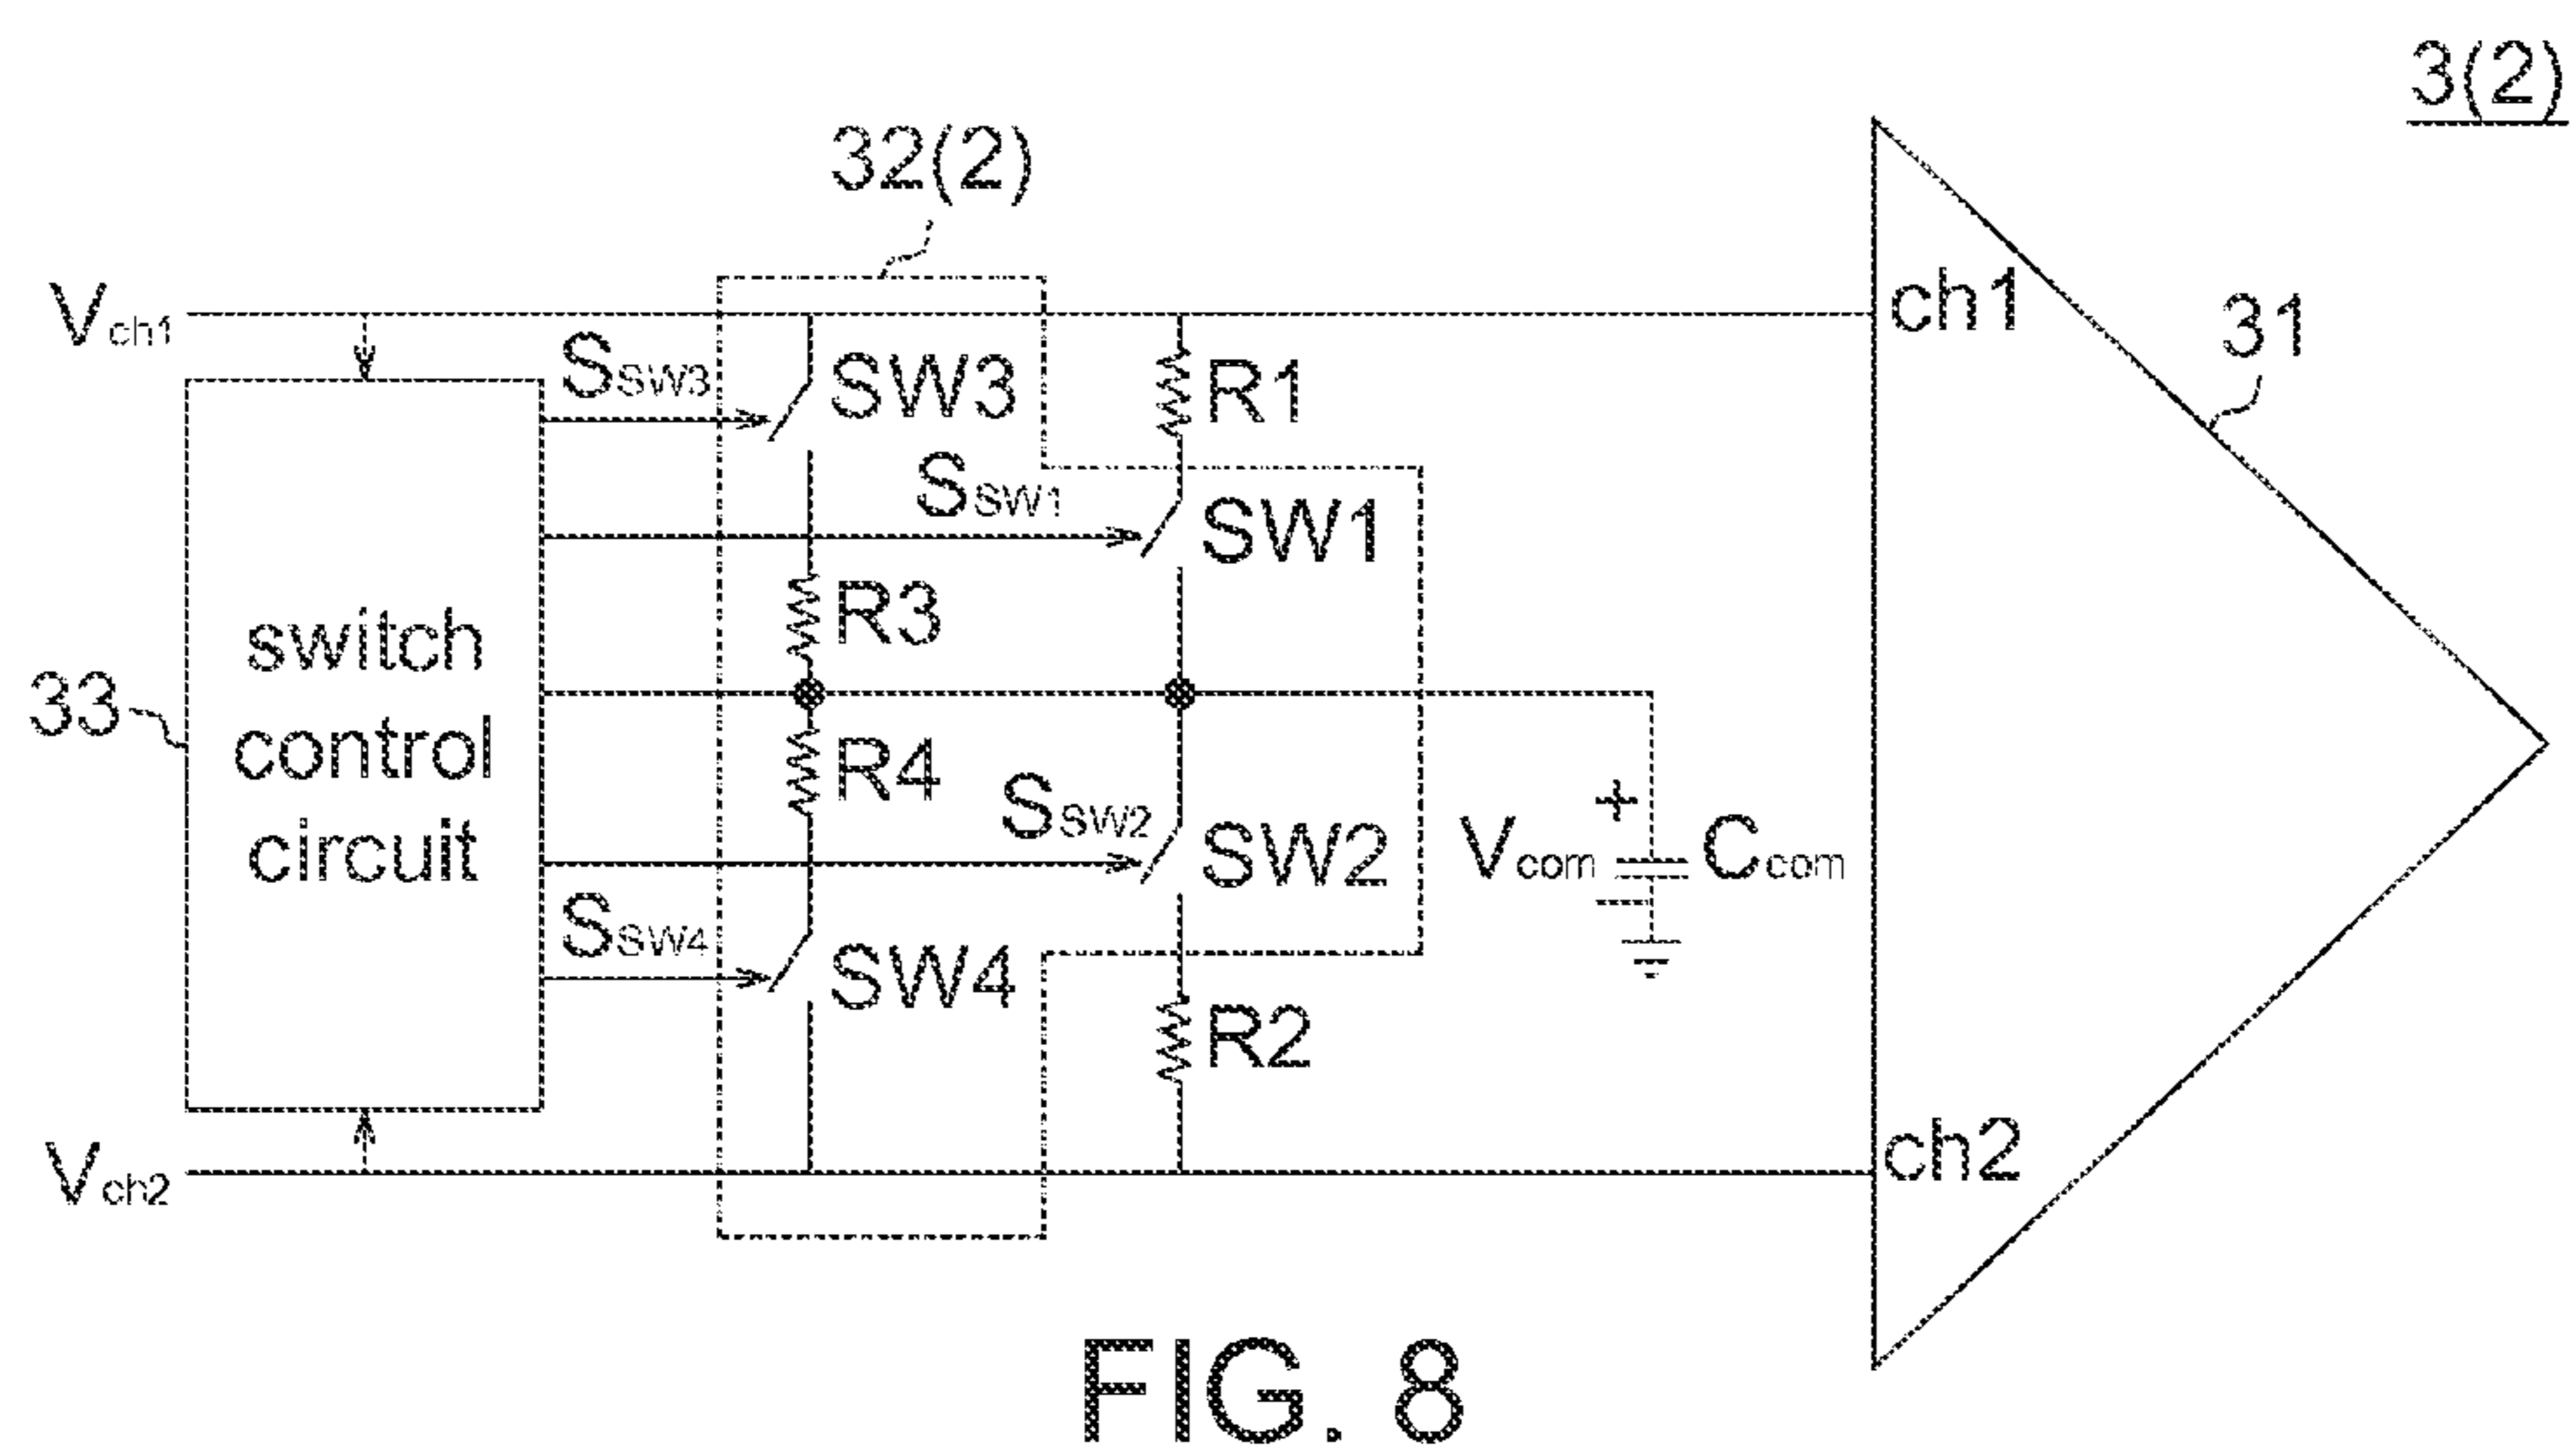 3(2)
32(2)
Vch1
ch1
31
SSW3
SW3
R1
SSW1
SW1
R3
switch
control
circuit
33
R4
SSW2
SW2
+
Vcom
Ccom
−
SSW4
SW4
R2
Vch2
ch2
FIG. 8